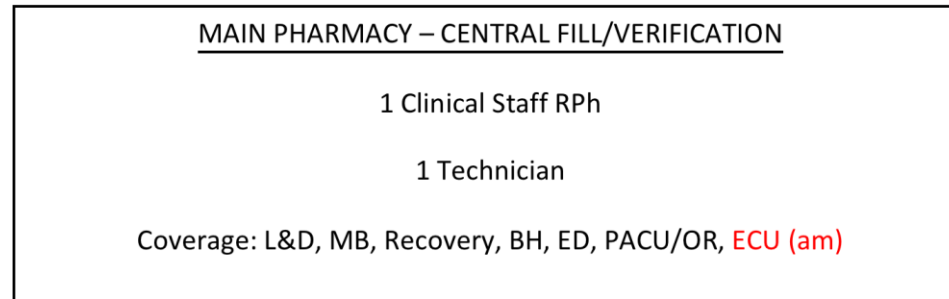 MAIN PHARMACY – CENTRAL FILL/VERIFICATION
1 Clinical Staff RPh
1 Technician
Coverage: L&D, MB, Recovery, BH, ED, PACU/OR, ECU (am)